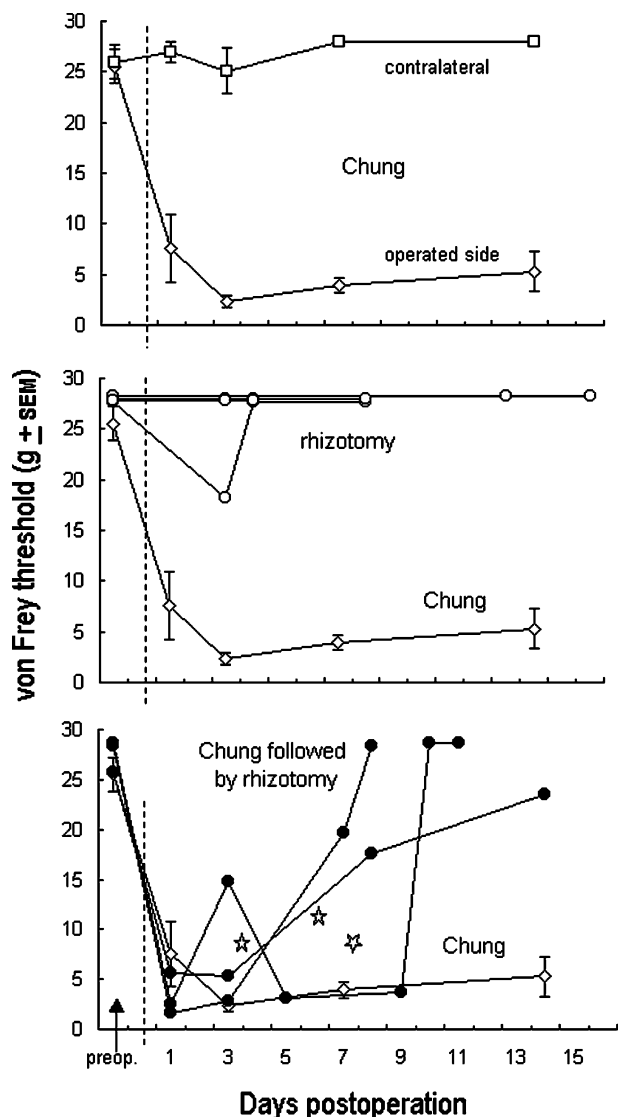 30
25
20
15
10
5
0
contralateral
Chung
operated side
30
25
20
15
10
5
0
rhizotomy
Chung
von Frey threshold (g ± SEM)
30
25
20
15
10
5
0
Chung followed
by rhizotomy
Chung
preop. 1 3 5 7 9 11 13 15
Days postoperation